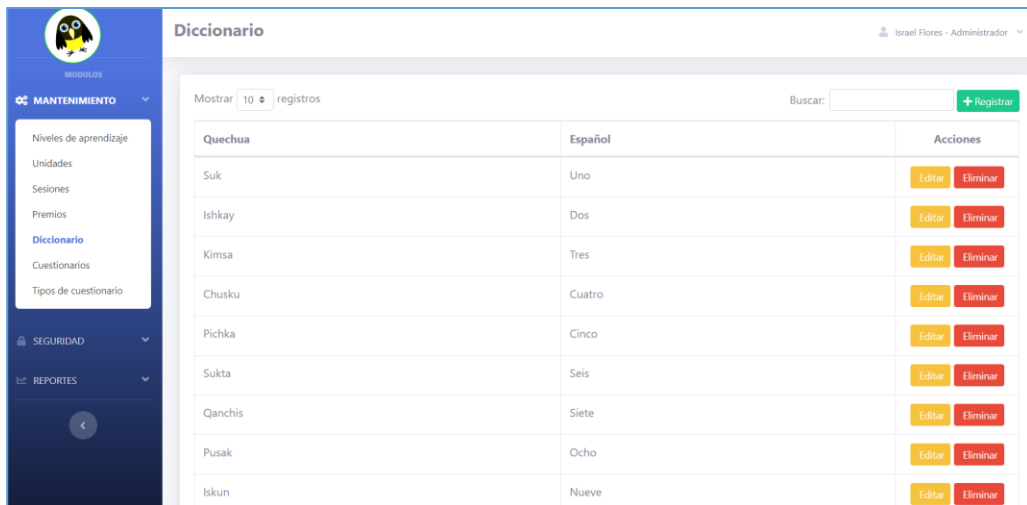 Diccionario
Israel Flores - Administrador
MODULOS
MANTENIMIENTO
Niveles de aprendizaje
Unidades
Sesiones
Premios
Diccionario
Cuestionarios
Tipos de cuestionario
SEGURIDAD
REPORTES
Mostrar 10 registros
Buscar:
+ Registrar
Quechua Español Acciones
Suk Uno Editar Eliminar
Ishkay Dos Editar Eliminar
Kimsa Tres Editar Eliminar
Chusku Cuatro Editar Eliminar
Pichka Cinco Editar Eliminar
Sukta Seis Editar Eliminar
Qanchis Siete Editar Eliminar
Pusak Ocho Editar Eliminar
Iskun Nueve Editar Eliminar